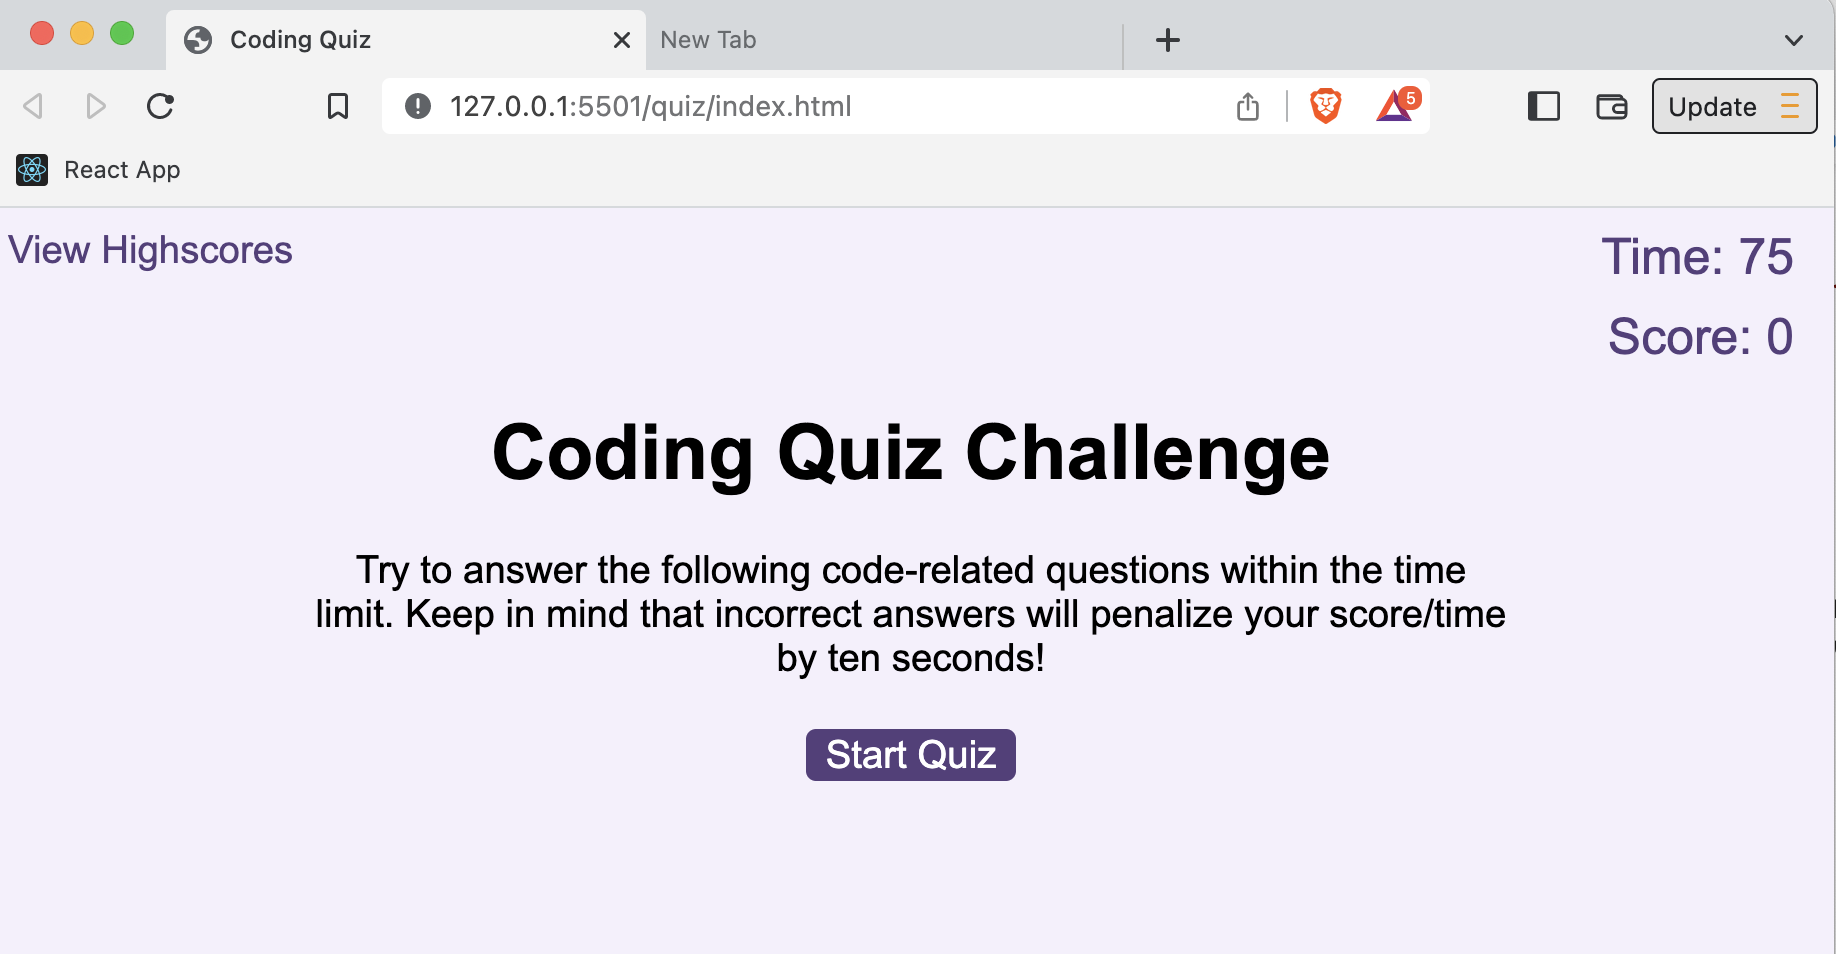 Coding Quiz
New Tab
127.0.0.1:5501/quiz/index.html
5
Update
React App
View Highscores
Time: 75
Score: 0
Coding Quiz Challenge
Try to answer the following code-related questions within the time
limit. Keep in mind that incorrect answers will penalize your score/time
by ten seconds!
Start Quiz